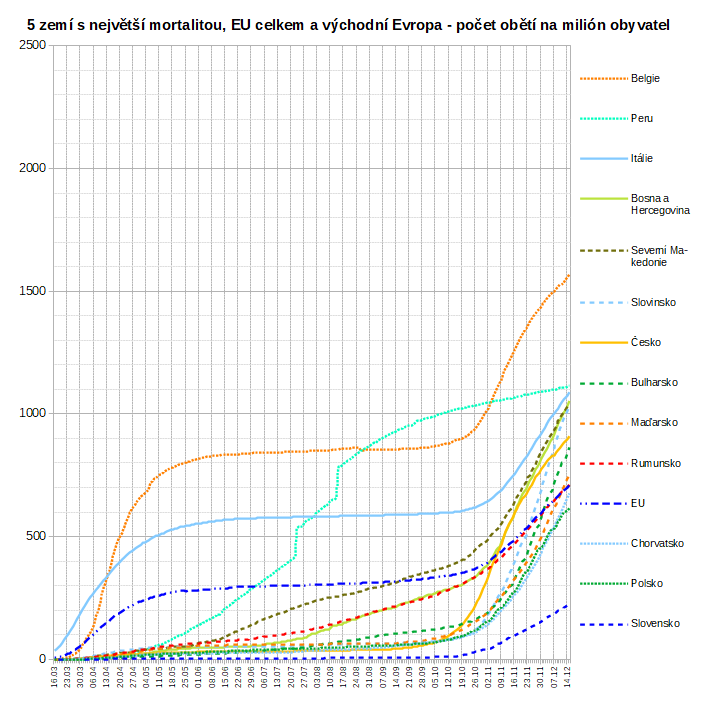 5 zemí s největší mortalitou, EU celkem a východní Evropa - počet obětí na milión obyvatel
2500
2000
1500
1000
500
0
Belgie
Peru
Itálie
Bosna a
Hercegovina
Severní Ma-
kedonie
Slovinsko
Česko
Bulharsko
Maďarsko
Rumunsko
EU
Chorvatsko
Polsko
Slovensko
16.03
23.03
30.03
06.04
13.04
20.04
27.04
04.05
11.05
18.05
25.05
01.06
08.06
15.06
22.06
29.06
06.07
13.07
20.07
27.07
03.08
10.08
17.08
24.08
31.08
07.09
14.09
21.09
28.09
05.10
12.10
19.10
26.10
02.11
09.11
16.11
23.11
30.11
07.12
14.12